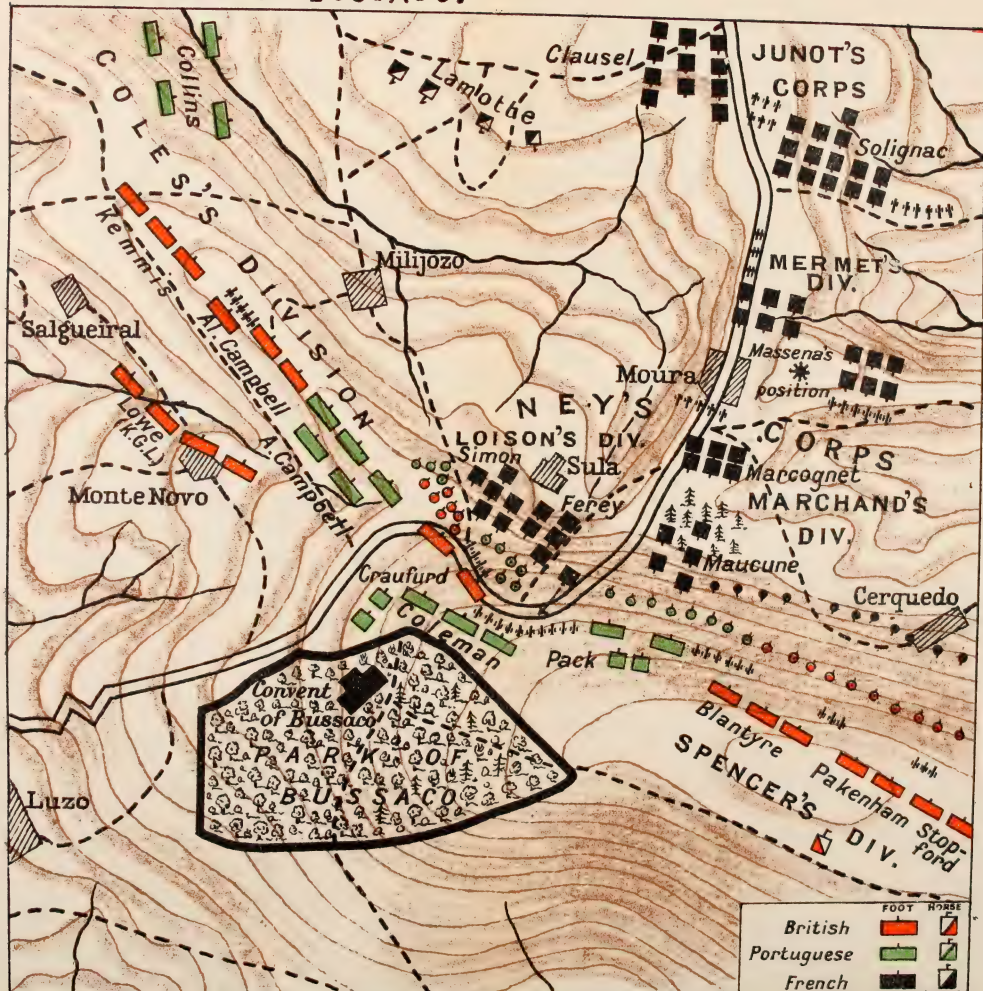 Clausel
JUNOT'S
CORPS
Collins
COLE'S DIVISION
Lamothe
Solignac
Kemmis
Milijozo
MERMET'S
DIV.
Salgueiral
Al. Campbell
Massena's
position
Moura
NEY'S
CORPS
Lowe
(K.G.L.)
A. Campbell
LOISON'S DIV.
Simon
Sula
Ferey
Marcognet
Monte Novo
MARCHAND'S
DIV.
Maucune
Craufurd
Cerquedo
Coleman
Pack
Convent
of Bussaco
PARK OF
BUSSACO
Blantyre
SPENCER'S DIV.
Pakenham
Stop-
ford
Luzo
FOOT HORSE
British
Portuguese
French